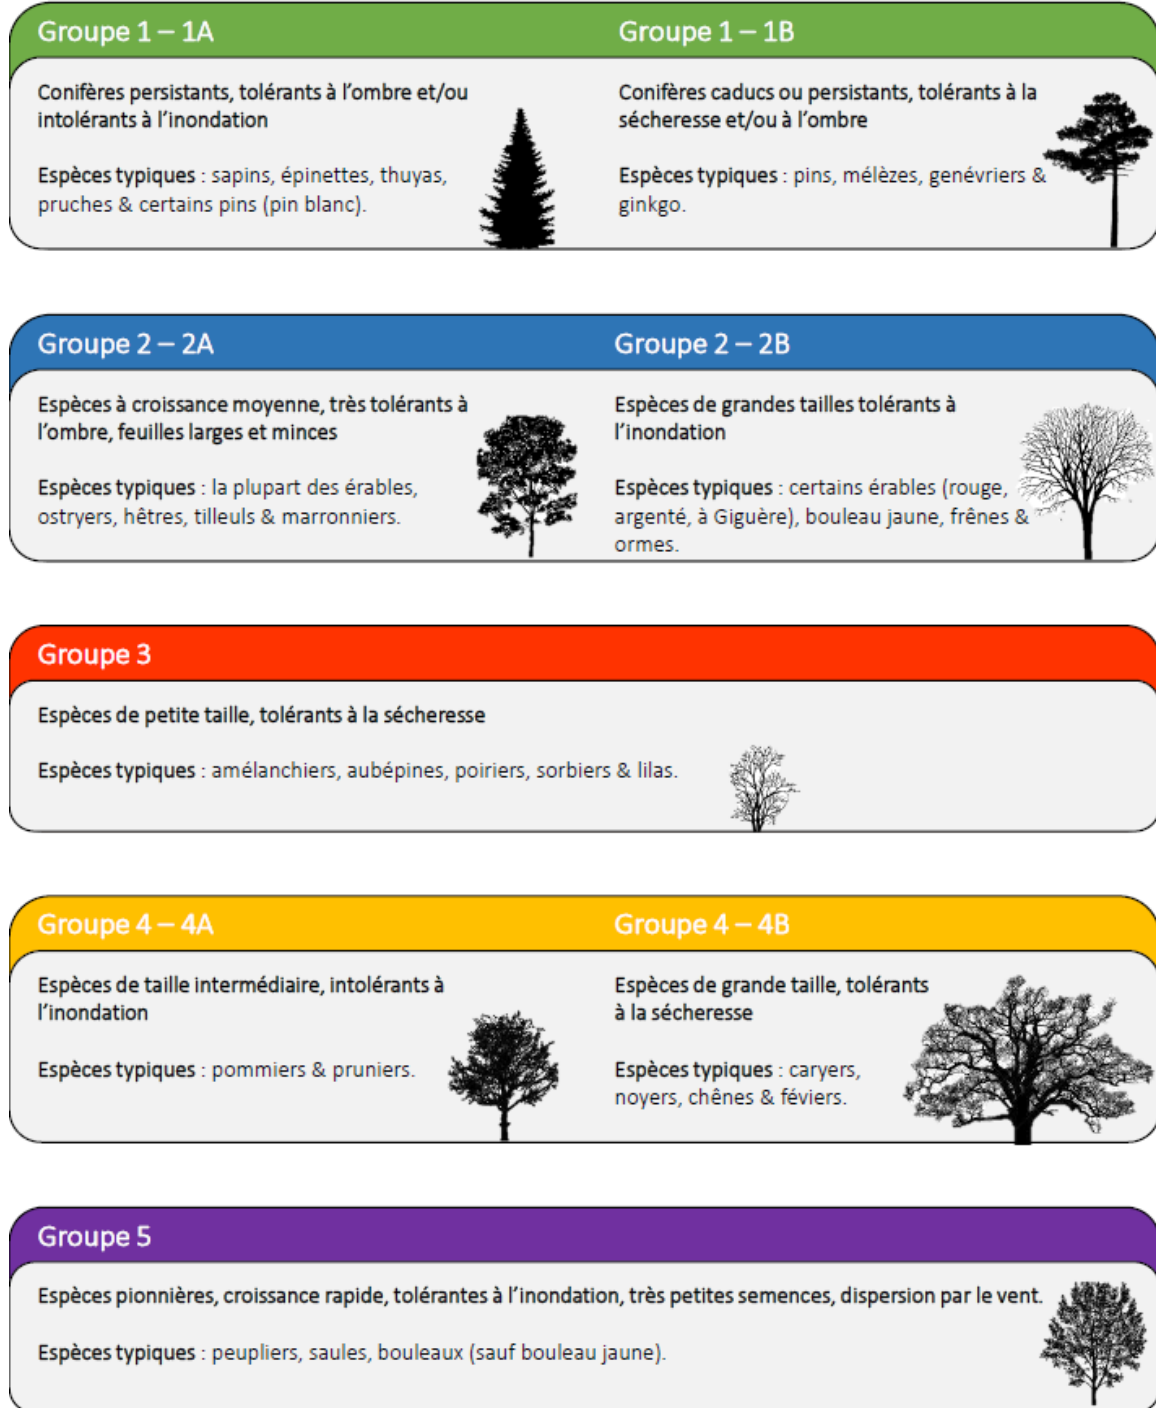 Groupe 1 – 1A
Conifères persistants, tolérants à l'ombre et/ou
intolérants à l'inondation
Espèces typiques : sapins, épinettes, thuyas,
pruches & certains pins (pin blanc).
Groupe 1 – 1B
Conifères caducs ou persistants, tolérants à la
sécheresse et/ou à l'ombre
Espèces typiques : pins, mélèzes, genévriers &
ginkgo.
Groupe 2 – 2A
Espèces à croissance moyenne, très tolérants à
l'ombre, feuilles larges et minces
Espèces typiques : la plupart des érables,
ostryers, hêtres, tilleuls & marronniers.
Groupe 2 – 2B
Espèces de grandes tailles tolérants à
l'inondation
Espèces typiques : certains érables (rouge,
argenté, à Giguère), bouleau jaune, frênes &
ormes.
Groupe 3
Espèces de petite taille, tolérants à la sécheresse
Espèces typiques : amélanchiers, aubépines, poiriers, sorbiers & lilas.
Groupe 4 – 4A
Espèces de taille intermédiaire, intolérants à
l'inondation
Espèces typiques : pommiers & pruniers.
Groupe 4 – 4B
Espèces de grande taille, tolérants
à la sécheresse
Espèces typiques : caryers,
noyers, chênes & féviers.
Groupe 5
Espèces pionnières, croissance rapide, tolérantes à l'inondation, très petites semences, dispersion par le vent.
Espèces typiques : peupliers, saules, bouleaux (sauf bouleau jaune).